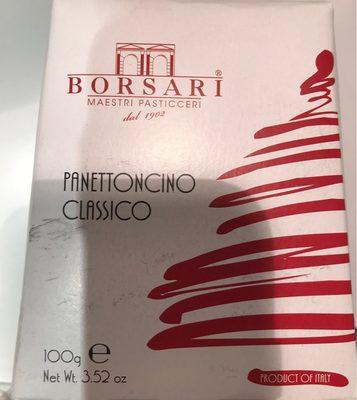 BORSARI®
MAESTRI PASTICCERI
dal 1902
PANETTONCINO
CLASSICO
100g e
Net Wt. 3.52 oz
PRODUCT OF ITALY